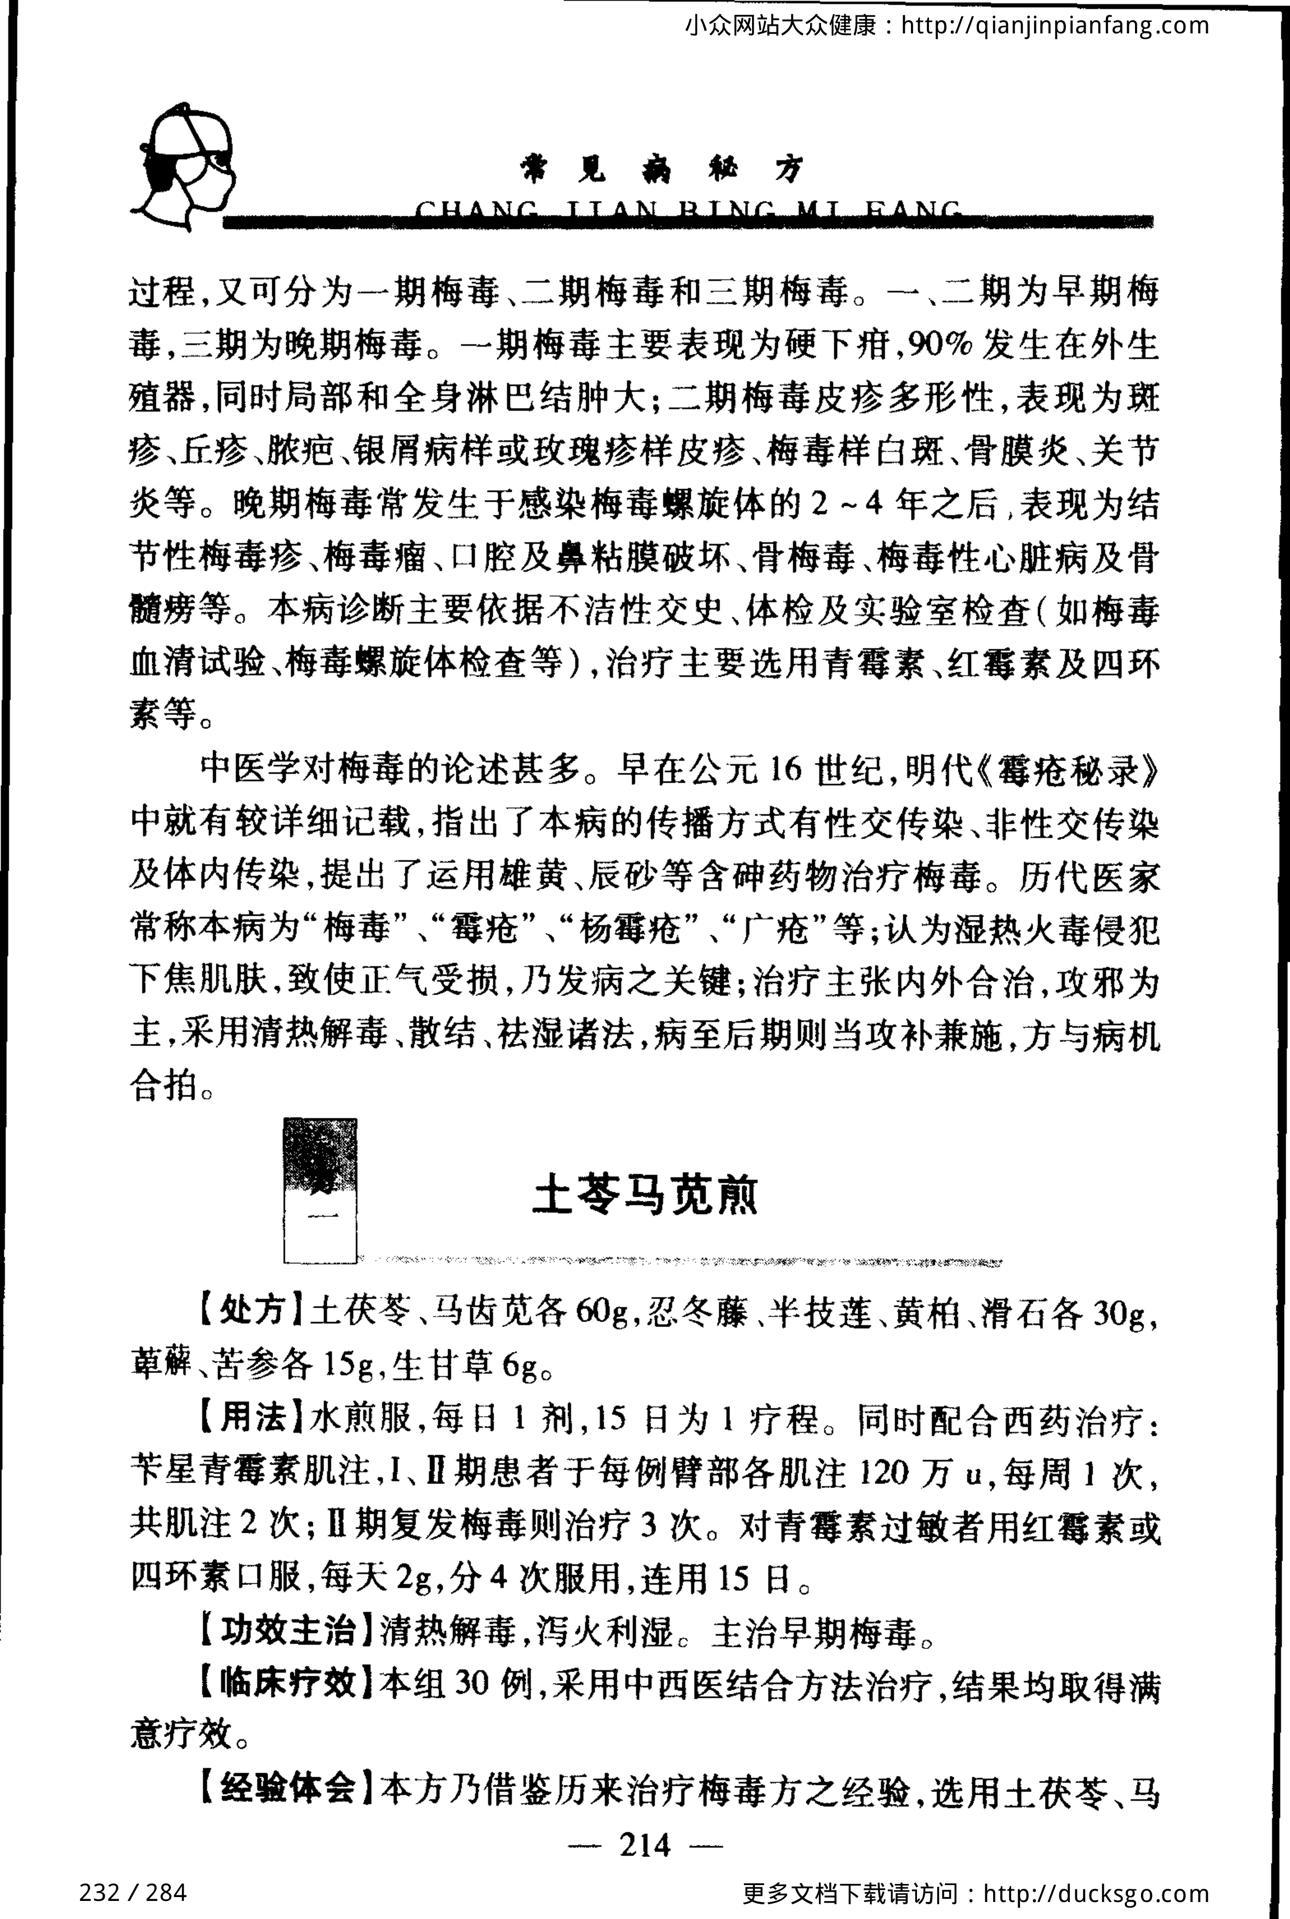 小众网站大众健康：http://qianjinpianfang.com
常见病秘方
CHANG JIAN BING MI FANG
过程,又可分为一期梅毒、二期梅毒和三期梅毒。一、二期为早期梅
毒,三期为晚期梅毒。一期梅毒主要表现为硬下疳,90%发生在外生
殖器,同时局部和全身淋巴结肿大;二期梅毒皮疹多形性,表现为斑
疹、丘疹、脓疱、银屑病样或玫瑰疹样皮疹、梅毒样白斑、骨膜炎、关节
炎等。晚期梅毒常发生于感染梅毒螺旋体的2~4年之后,表现为结
节性梅毒疹、梅毒瘤、口腔及鼻粘膜破坏、骨梅毒、梅毒性心脏病及骨
髓痨等。本病诊断主要依据不洁性交史、体检及实验室检查(如梅毒
血清试验、梅毒螺旋体检查等),治疗主要选用青霉素、红霉素及四环
素等。
中医学对梅毒的论述甚多。早在公元16世纪,明代《霉疮秘录》
中就有较详细记载,指出了本病的传播方式有性交传染、非性交传染
及体内传染,提出了运用雄黄、辰砂等含砷药物治疗梅毒。历代医家
常称本病为“梅毒”、“霉疮”、“杨霉疮”、“广疮”等;认为湿热火毒侵犯
下焦肌肤,致使正气受损,乃发病之关键;治疗主张内外合治,攻邪为
主,采用清热解毒、散结、祛湿诸法,病至后期则当攻补兼施,方与病机
合拍。
方一
土苓马苋煎
【处方】土茯苓、马齿苋各60g,忍冬藤、半技莲、黄柏、滑石各30g,
萆薢、苦参各15g,生甘草6g。
【用法】水煎服,每日1剂,15日为1疗程。同时配合西药治疗:
苄星青霉素肌注,Ⅰ、Ⅱ期患者于每例臂部各肌注120万u,每周1次,
共肌注2次;Ⅱ期复发梅毒则治疗3次。对青霉素过敏者用红霉素或
四环素口服,每天2g,分4次服用,连用15日。
【功效主治】清热解毒,泻火利湿。主治早期梅毒。
【临床疗效】本组30例,采用中西医结合方法治疗,结果均取得满
意疗效。
【经验体会】本方乃借鉴历来治疗梅毒方之经验,选用土茯苓、马
— 214 —
232 / 284
更多文档下载请访问：http://ducksgo.com